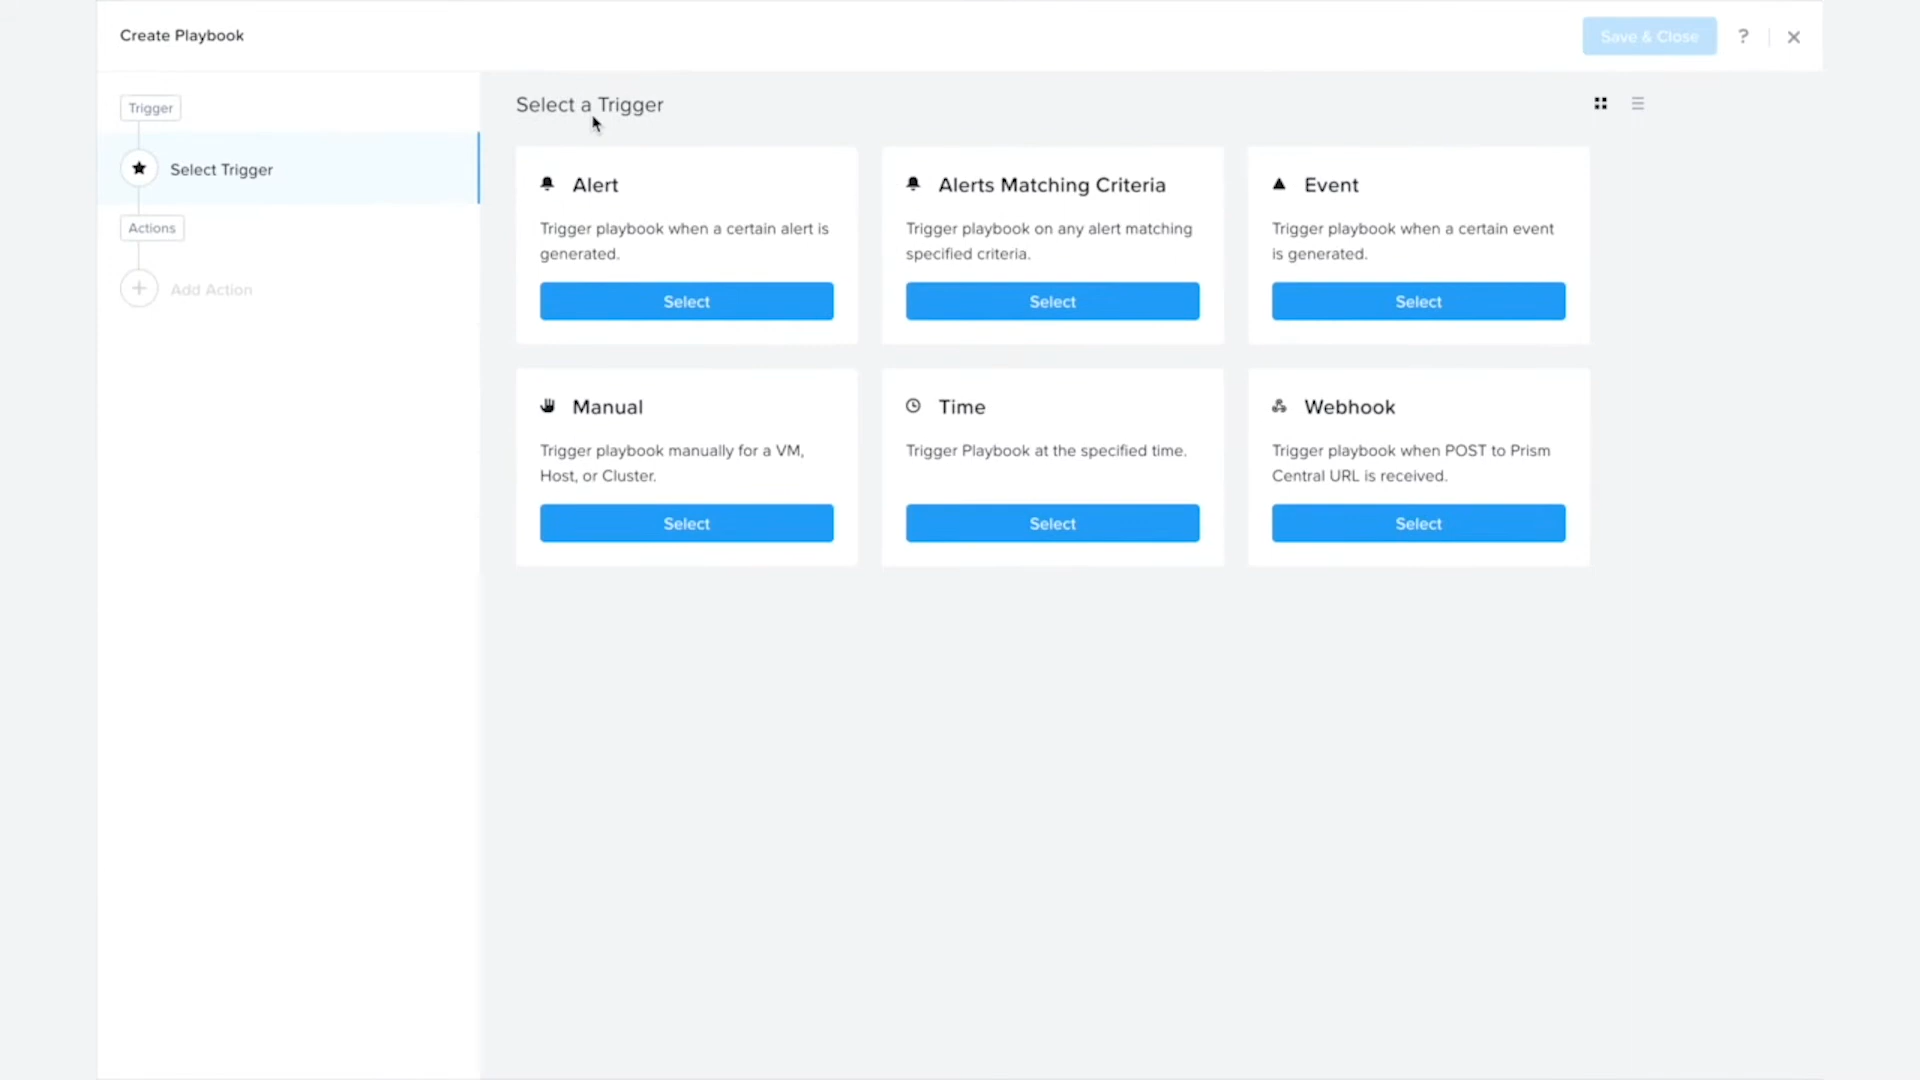 Create Playbook
Save & Close
?
Trigger
Select Trigger
Actions
Add Action
Select a Trigger
Alert
Trigger playbook when a certain alert is
generated.
Select
Alerts Matching Criteria
Trigger playbook on any alert matching
specified criteria.
Select
Event
Trigger playbook when a certain event
is generated.
Select
Manual
Trigger playbook manually for a VM,
Host, or Cluster.
Select
Time
Trigger Playbook at the specified time.
Select
Webhook
Trigger playbook when POST to Prism
Central URL is received.
Select